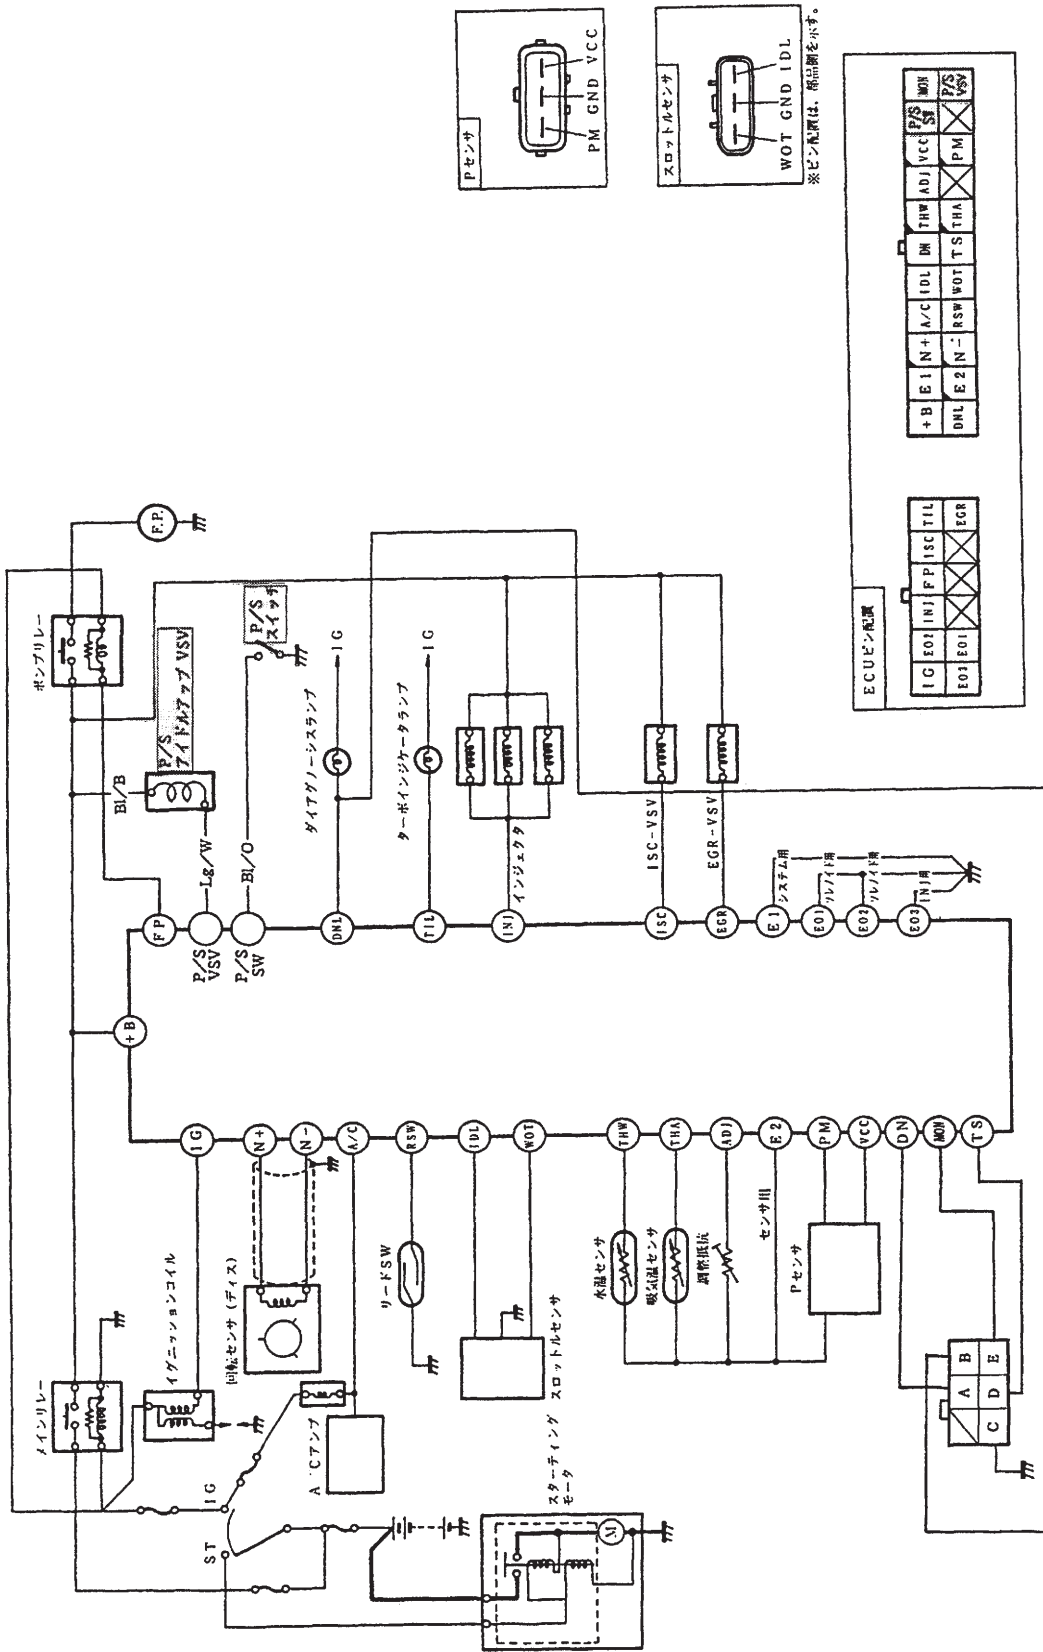 メインリレー
ポンプリレー
イグニッションコイル
回転センサ (ディス)
A/Cアンプ
ST
IG
スターティング
モータ
M
スロットルセンサ
リードSW
水温センサ
吸気温センサ
調整抵抗
センサ用
Pセンサ
A
B
C
D
E
+B
IG
N+
N-
A/C
RSW
IDL
WOT
THW
THA
ADJ
E2
PM
VCC
DN
MON
TS
FP
P/S
VSV
P/S
SW
DNL
TIL
INJ
ISC
EGR
E1
E01
E02
E03
F.P.
Bl/B
P/S
アイドルアップ VSV
Lg/W
Bl/O
P/S
スイッチ
ダイアグノーシスランプ
IG
ターボインジケータランプ
IG
インジェクタ
ISC-VSV
EGR-VSV
システム用
ソレノイド用
ソレノイド用
INJ用
Pセンサ
PM GND VCC
スロットルセンサ
WOT GND IDL
※ピン配置は、部品側を示す。
ECUピン配置
IG E02 INJ FP ISC TIL
E03 E01 EGR
+B E1 N+ A/C IDL DN THW ADJ VCC P/S SW MON
DNL E2 N- RSW WOT TS THA PM P/S VSV